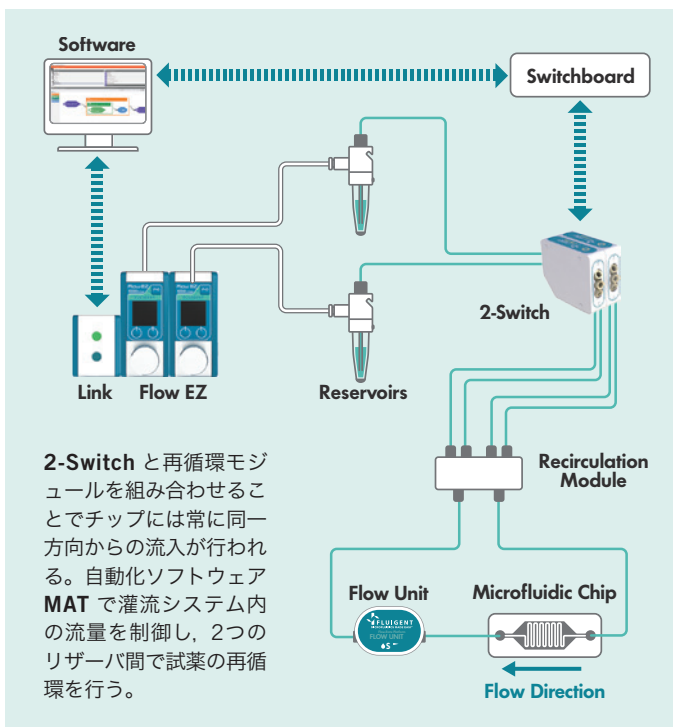 Software
Switchboard
2-Switch
Link
Flow EZ
Reservoirs
Recirculation
Module
2-Switch と再循環モジ
ュールを組み合わせるこ
とでチップには常に同一
方向からの流入が行われ
る。自動化ソフトウェア
MAT で灌流システム内
の流量を制御し，2つの
リザーバ間で試薬の再循
環を行う。
Flow Unit
Microfluidic Chip
FLUIGENT
FLOW UNIT
S
Flow Direction